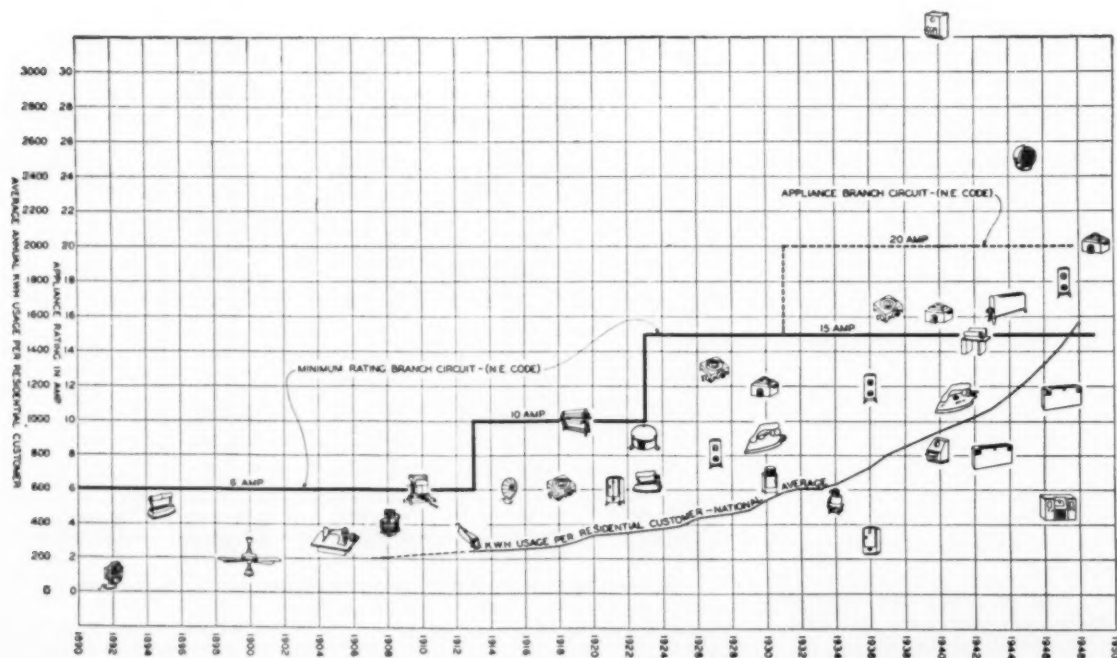 3000 30
2800 28
2600 26
2400 24
2200 22
2000 20
1800 18
1600 16
1400 14
1200 12
1000 10
800 8
600 6
400 4
200 2
0 0
AVERAGE ANNUAL KWH USAGE PER RESIDENTIAL CUSTOMER
APPLIANCE RATING IN AMP.
APPLIANCE BRANCH CIRCUIT-(N.E. CODE)
20 AMP
15 AMP
MINIMUM RATING BRANCH CIRCUIT-(N.E. CODE)
10 AMP
6 AMP
KWH USAGE PER RESIDENTIAL CUSTOMER-NATIONAL AVERAGE
1890 1892 1894 1896 1898 1900 1902 1904 1906 1908 1910 1912 1914 1916 1918 1920 1922 1924 1926 1928 1930 1932 1934 1936 1938 1940 1942 1944 1946 1948